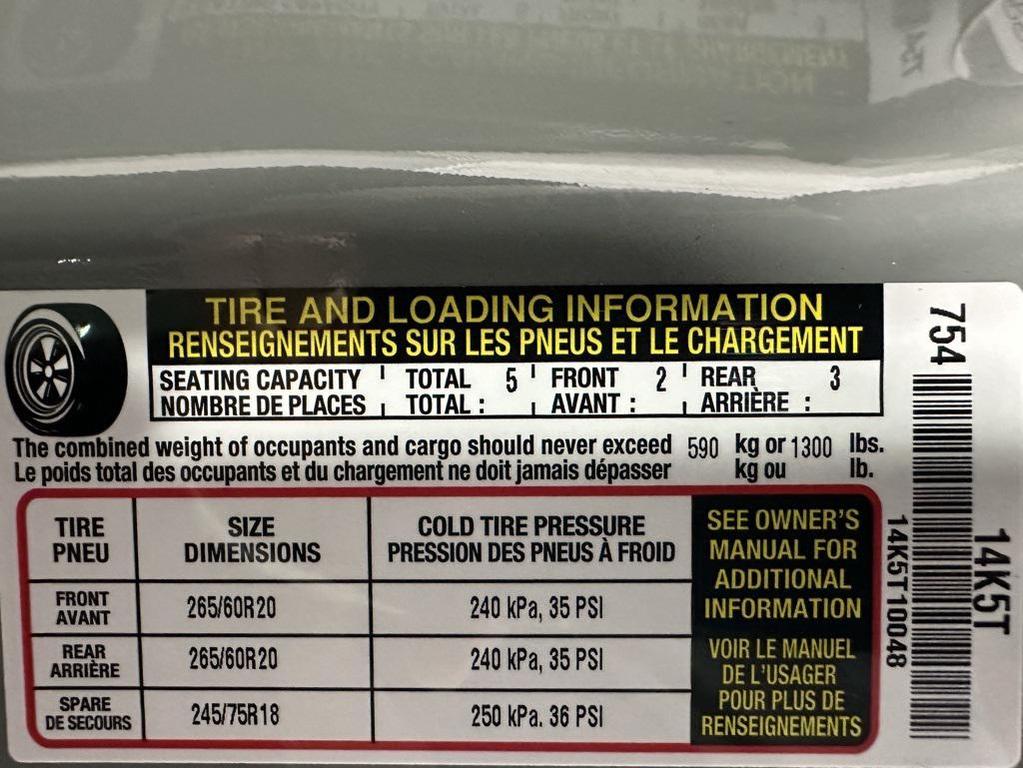 TIRE AND LOADING INFORMATION
RENSEIGNEMENTS SUR LES PNEUS ET LE CHARGEMENT
SEATING CAPACITY TOTAL 5 FRONT 2 REAR 3
NOMBRE DE PLACES TOTAL : AVANT : ARRIÈRE :
The combined weight of occupants and cargo should never exceed 590 kg or 1300 lbs.
Le poids total des occupants et du chargement ne doit jamais dépasser kg ou lb.
TIRE SIZE COLD TIRE PRESSURE
PNEU DIMENSIONS PRESSION DES PNEUS À FROID
FRONT
AVANT
265/60R20 240 kPa, 35 PSI
REAR
ARRIÈRE
265/60R20 240 kPa, 35 PSI
SPARE
DE SECOURS
245/75R18 250 kPa. 36 PSI
SEE OWNER'S
MANUAL FOR
ADDITIONAL
INFORMATION
VOIR LE MANUEL
DE L'USAGER
POUR PLUS DE
RENSEIGNEMENTS
754
14K5T10048
14K5T